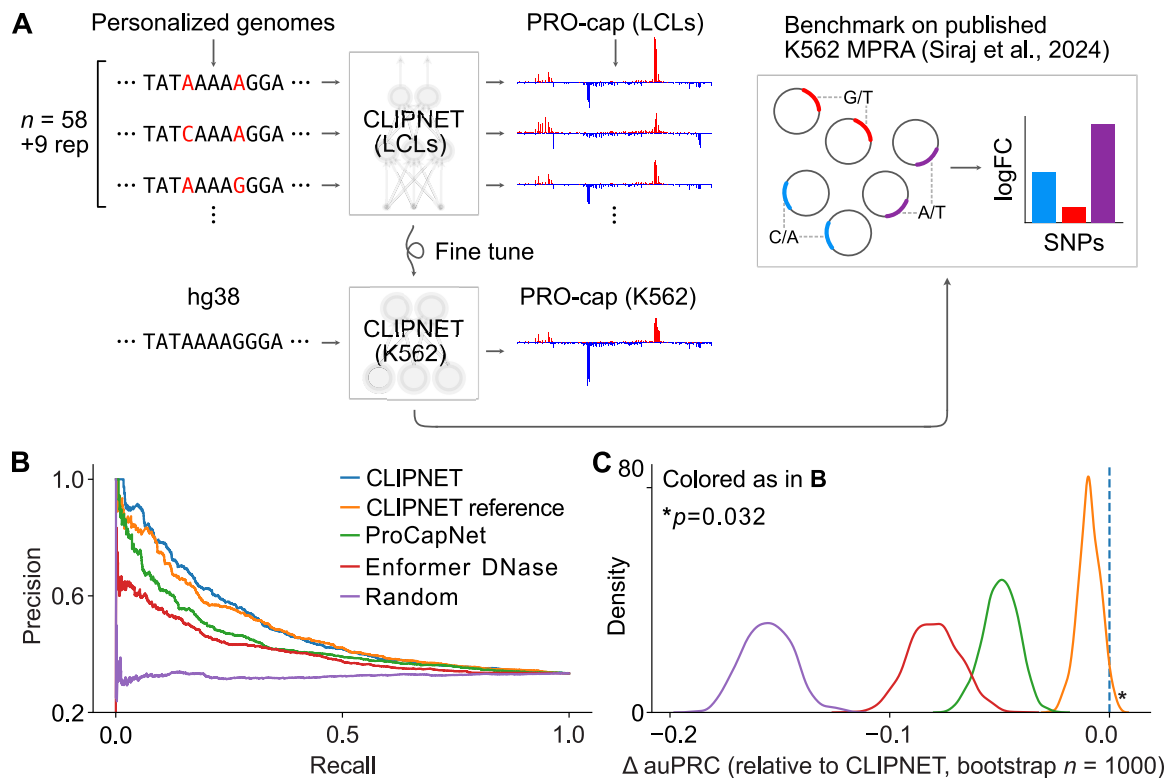 A
Personalized genomes
PRO-cap (LCLs)
Benchmark on published
K562 MPRA (Siraj et al., 2024)
n = 58
+9 rep
··· TATAAAAAGGA ···
··· TATCAAAAGGA ···
··· TATAAAAGGGA ···
⋮
CLIPNET
(LCLs)
⋮
G/T
A/T
C/A
logFC
SNPs
Fine tune
hg38
··· TATAAAAGGGA ···
CLIPNET
(K562)
PRO-cap (K562)
B
Precision
1.0
0.6
0.2
0.0
0.5
1.0
Recall
CLIPNET
CLIPNET reference
ProCapNet
Enformer DNase
Random
C
Colored as in B
*p=0.032
Density
80
0
*
−0.2
−0.1
0.0
Δ auPRC (relative to CLIPNET, bootstrap n = 1000)